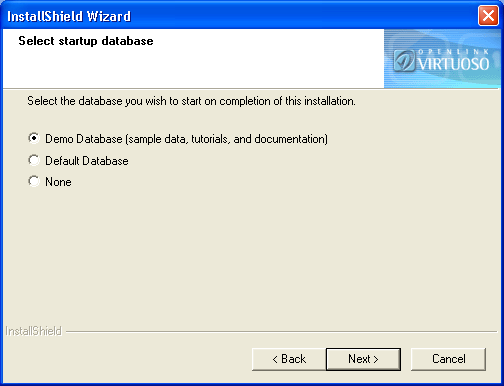 InstallShield Wizard
Select startup database
OPENLINK
VIRTUOSO
Select the database you wish to start on completion of this installation.
Demo Database (sample data, tutorials, and documentation)
Default Database
None
InstallShield
< Back
Next >
Cancel